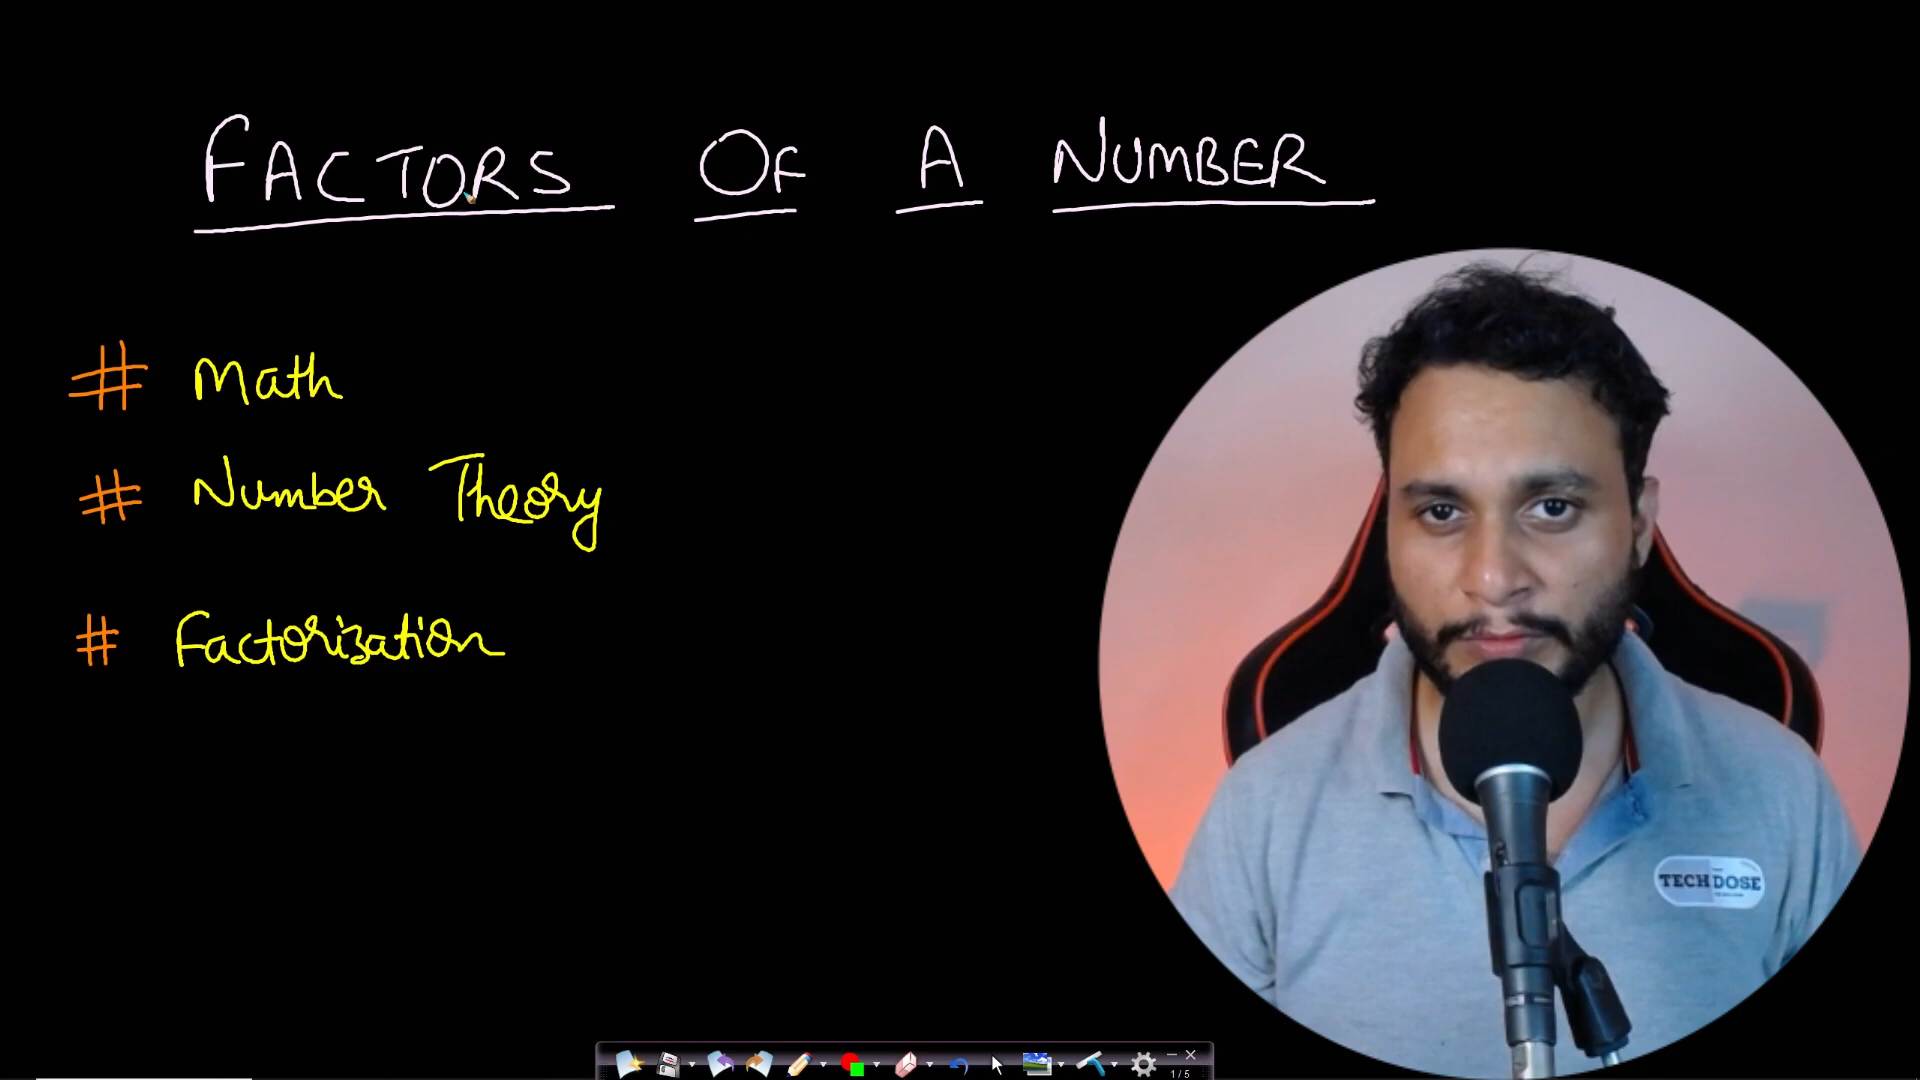 FACTORS OF A NUMBER
# Math
# Number Theory
# Factorization
TECH DOSE
1/5